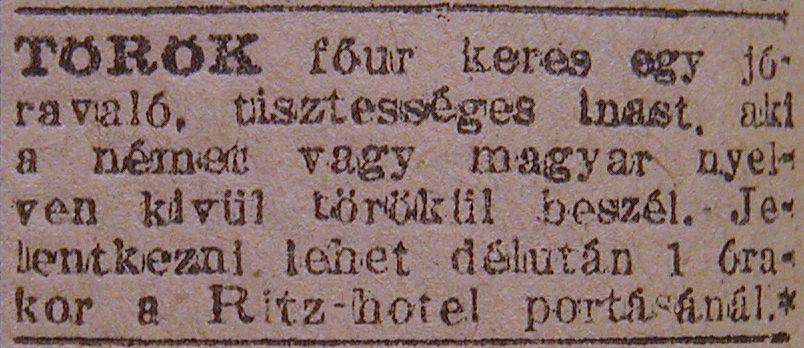 TÖRÖK főur keres egy jó-
ravaló, tisztességes inast, aki
a német vagy magyar nyel-
ven kivül törökül beszél. Je-
lentkezni lehet délután 1 óra-
kor a Ritz-hotel portásánál.*